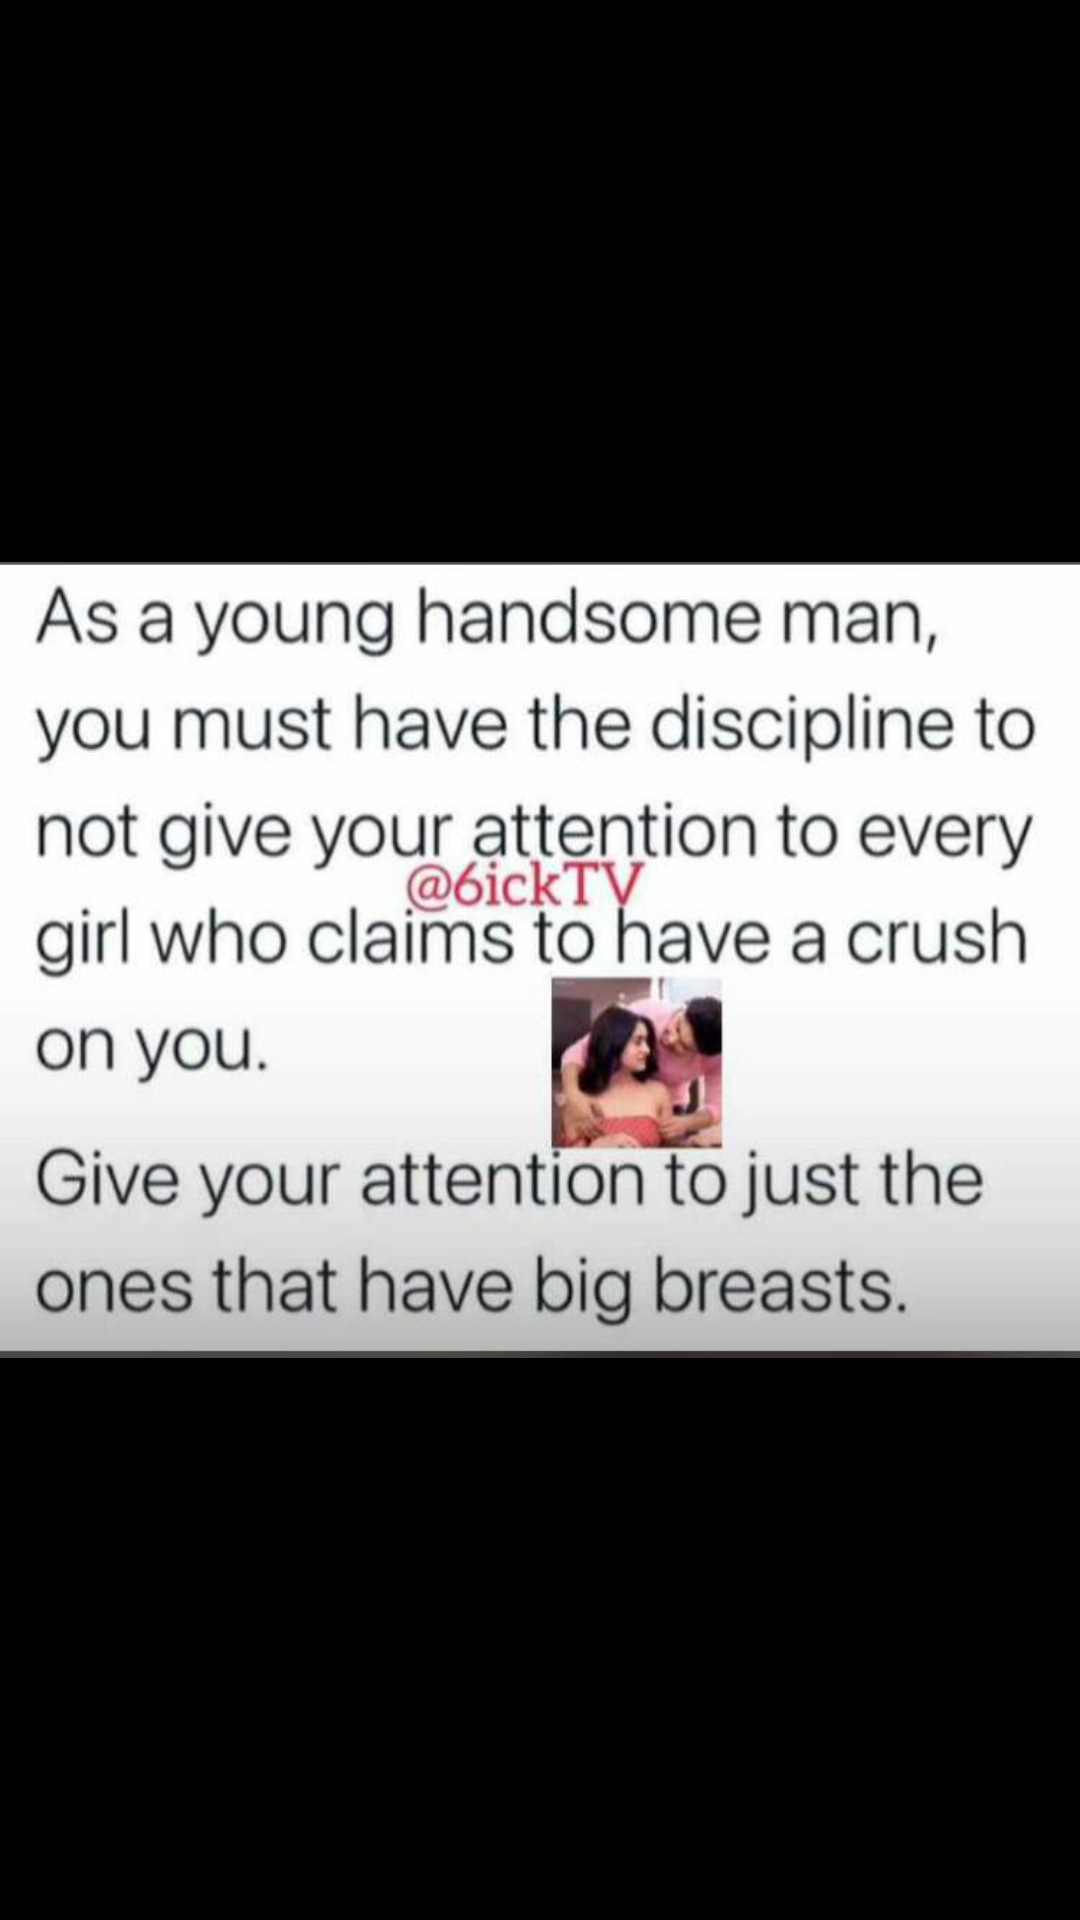 As a young handsome man,
you must have the discipline to
not give your attention to every
@6ickTV
girl who claims to have a crush
on you.
Give your attention to just the
ones that have big breasts.